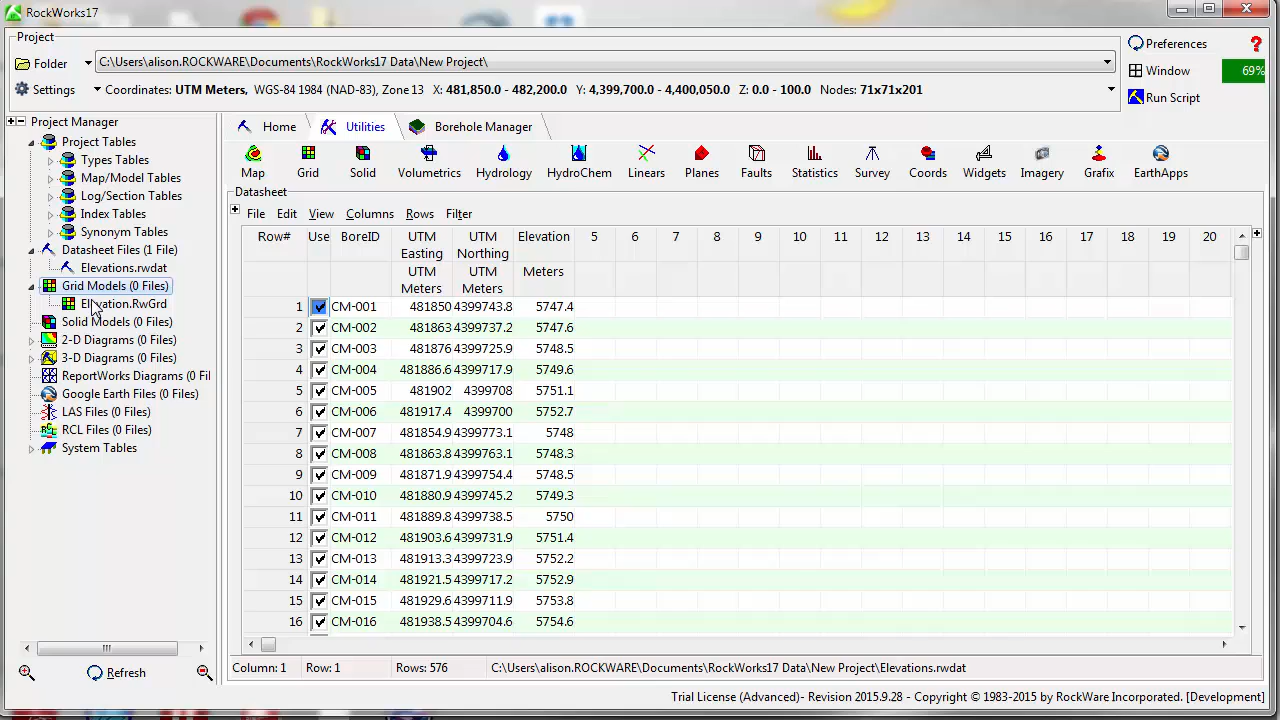 RockWorks17
Project
Folder
C:\Users\alison.ROCKWARE\Documents\RockWorks17 Data\New Project\
Preferences
?
Settings
Coordinates: UTM Meters, WGS-84 1984 (NAD-83), Zone 13 X: 481,850.0 - 482,200.0 Y: 4,399,700.0 - 4,400,050.0 Z: 0.0 - 100.0 Nodes: 71x71x201
Window
69%
Run Script
Project Manager
Project Tables
Types Tables
Map/Model Tables
Log/Section Tables
Index Tables
Synonym Tables
Datasheet Files (1 File)
Elevations.rwdat
Grid Models (0 Files)
Elevation.RwGrd
Solid Models (0 Files)
2-D Diagrams (0 Files)
3-D Diagrams (0 Files)
ReportWorks Diagrams (0 Fil
Google Earth Files (0 Files)
LAS Files (0 Files)
RCL Files (0 Files)
System Tables
Refresh
Home Utilities Borehole Manager
Map Grid Solid Volumetrics Hydrology HydroChem Linears Planes Faults Statistics Survey Coords Widgets Imagery Grafix EarthApps
Datasheet
File Edit View Columns Rows Filter
Row# Use BoreID UTM Easting UTM Northing Elevation 5 6 7 8 9 10 11 12 13 14 15 16 17 18 19 20
UTM Meters UTM Meters Meters
1 CM-001 481850 4399743.8 5747.4
2 CM-002 481863 4399737.2 5747.6
3 CM-003 481876 4399725.9 5748.5
4 CM-004 481886.6 4399717.9 5749.6
5 CM-005 481902 4399708 5751.1
6 CM-006 481917.4 4399700 5752.7
7 CM-007 481854.9 4399773.1 5748
8 CM-008 481863.8 4399763.1 5748.3
9 CM-009 481871.9 4399754.4 5748.5
10 CM-010 481880.9 4399745.2 5749.3
11 CM-011 481889.8 4399738.5 5750
12 CM-012 481903.6 4399731.9 5751.4
13 CM-013 481913.3 4399723.9 5752.2
14 CM-014 481921.5 4399717.2 5752.9
15 CM-015 481929.6 4399711.9 5753.8
16 CM-016 481938.5 4399704.6 5754.6
Column: 1 Row: 1 Rows: 576 C:\Users\alison.ROCKWARE\Documents\RockWorks17 Data\New Project\Elevations.rwdat
Trial License (Advanced)- Revision 2015.9.28 - Copyright © 1983-2015 by RockWare Incorporated. [Development]